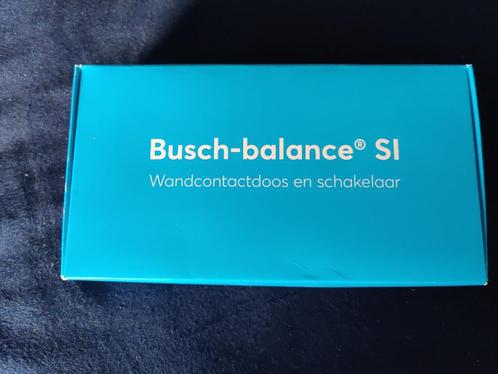 Busch-balance® SI
Wandcontactdoos en schakelaar